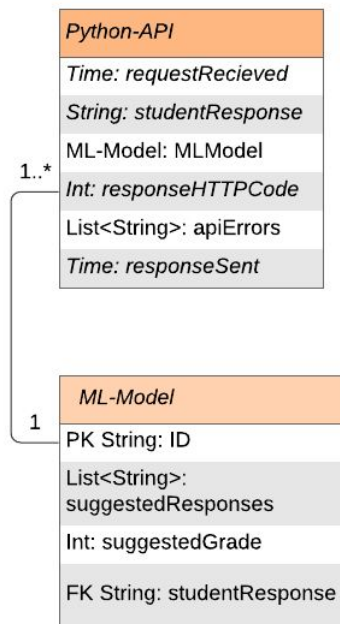 Python-API
Time: requestRecieved
String: studentResponse
ML-Model: MLModel
1..*
Int: responseHTTPCode
List<String>: apiErrors
Time: responseSent
ML-Model
1
PK String: ID
List<String>:
suggestedResponses
Int: suggestedGrade
FK String: studentResponse